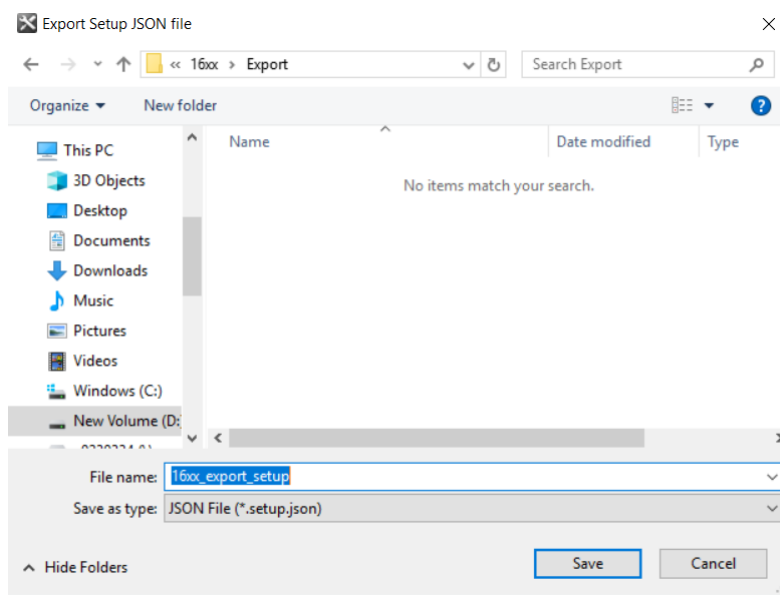 Export Setup JSON file
« 16xx › Export
Search Export
Organize
New folder
Name
Date modified
Type
This PC
No items match your search.
3D Objects
Desktop
Documents
Downloads
Music
Pictures
Videos
Windows (C:)
New Volume (D:
File name: 16xx_export_setup
Save as type: JSON File (*.setup.json)
Hide Folders
Save
Cancel